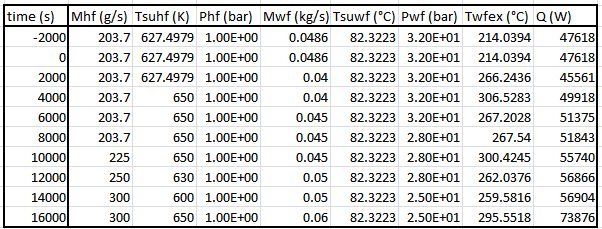 time (s) Mhf (g/s) Tsuhf (K) Phf (bar) Mwf (kg/s) Tsuwf (°C) Pwf (bar) Twfex (°C) Q (W)
-2000 203.7 627.4979 1.00E+00 0.0486 82.3223 3.20E+01 214.0394 47618
0 203.7 627.4979 1.00E+00 0.0486 82.3223 3.20E+01 214.0394 47618
2000 203.7 627.4979 1.00E+00 0.04 82.3223 3.20E+01 266.2436 45561
4000 203.7 650 1.00E+00 0.04 82.3223 3.20E+01 306.5283 49918
6000 203.7 650 1.00E+00 0.045 82.3223 3.20E+01 267.2028 51375
8000 203.7 650 1.00E+00 0.045 82.3223 2.80E+01 267.54 51843
10000 225 650 1.00E+00 0.045 82.3223 2.80E+01 300.4245 55740
12000 250 630 1.00E+00 0.05 82.3223 2.80E+01 262.0376 56866
14000 300 600 1.00E+00 0.05 82.3223 2.50E+01 259.5816 56904
16000 300 650 1.00E+00 0.06 82.3223 2.50E+01 295.5518 73876